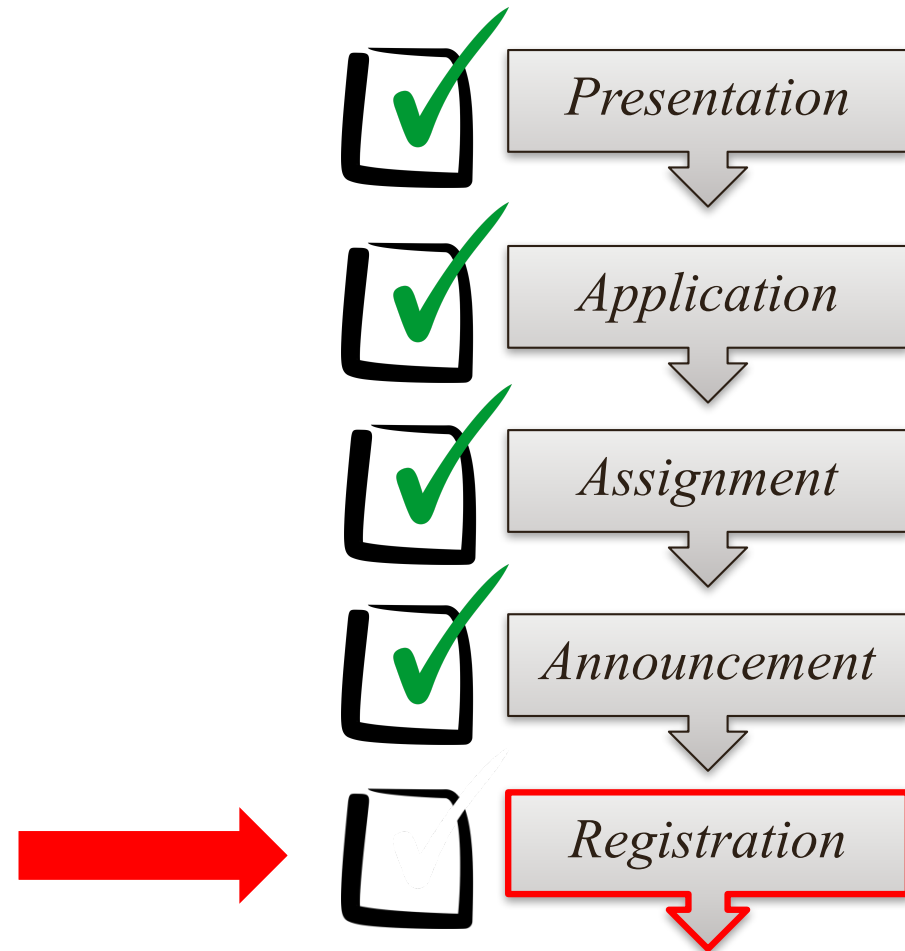 Presentation
Application
Assignment
Announcement
Registration